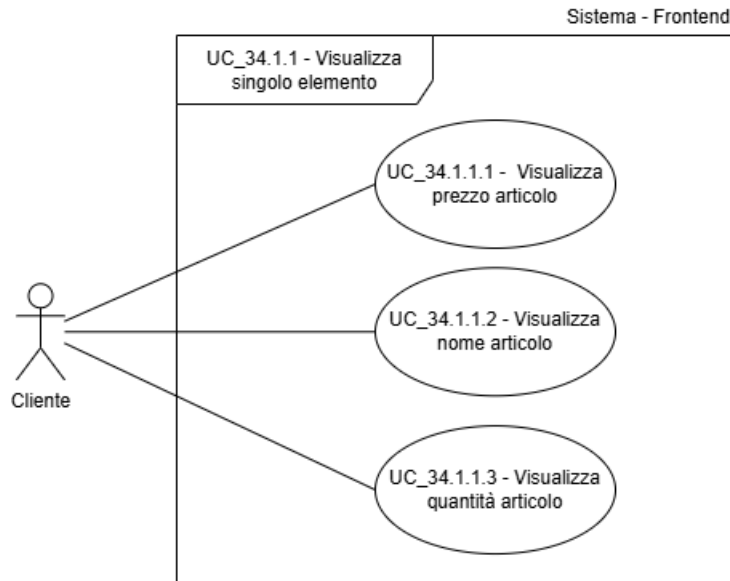 Sistema - Frontend
UC_34.1.1 - Visualizza
singolo elemento
UC_34.1.1.1 - Visualizza
prezzo articolo
UC_34.1.1.2 - Visualizza
nome articolo
Cliente
UC_34.1.1.3 - Visualizza
quantità articolo